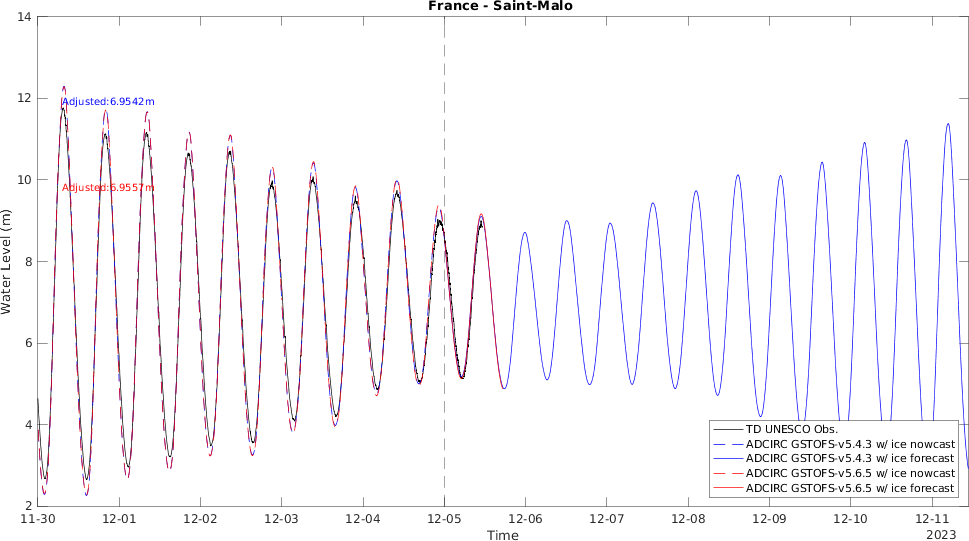 France - Saint-Malo
Water Level (m)
14
12
10
8
6
4
2
Adjusted:6.9542m
Adjusted:6.9557m
TD UNESCO Obs.
ADCIRC GSTOFS-v5.4.3 w/ ice nowcast
ADCIRC GSTOFS-v5.4.3 w/ ice forecast
ADCIRC GSTOFS-v5.6.5 w/ ice nowcast
ADCIRC GSTOFS-v5.6.5 w/ ice forecast
11-30 12-01 12-02 12-03 12-04 12-05 12-06 12-07 12-08 12-09 12-10 12-11
Time
2023